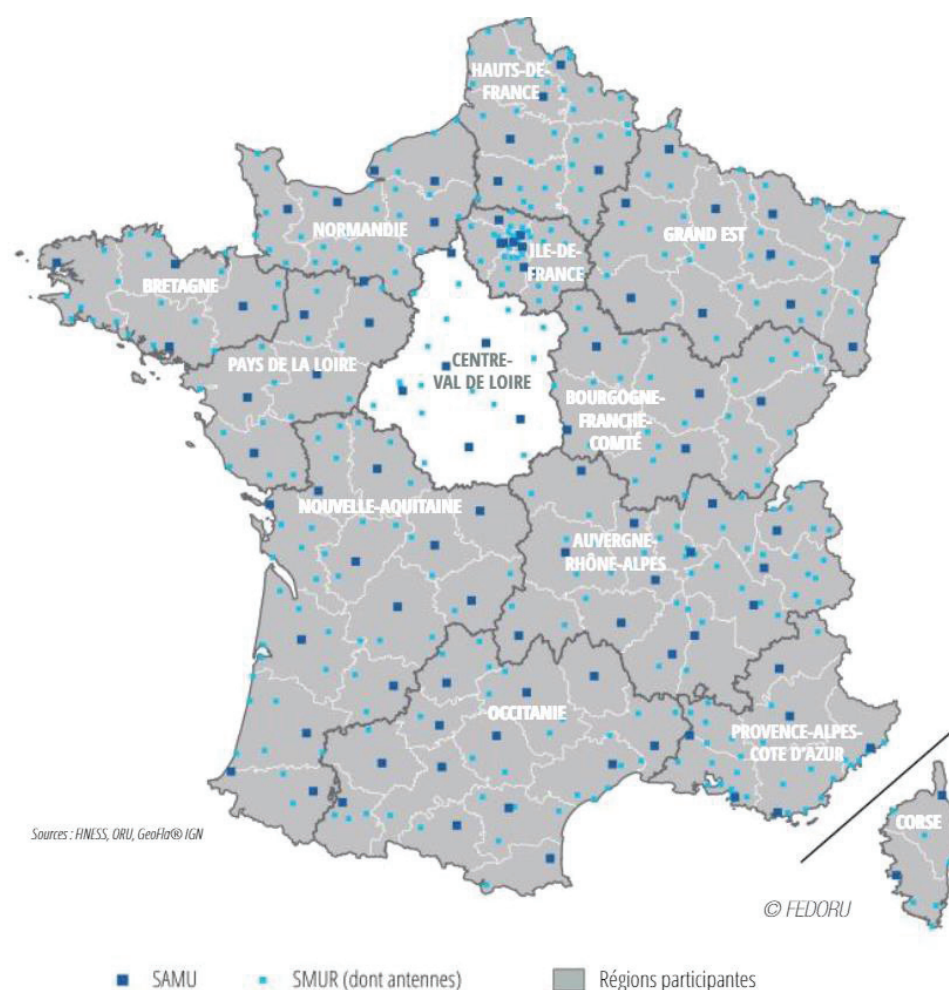 HAUTS-DE-
FRANCE
NORMANDIE
ÎLE-DE-
FRANCE
GRAND EST
BRETAGNE
PAYS DE LA LOIRE
CENTRE-
VAL DE LOIRE
BOURGOGNE-
FRANCHE-
COMTÉ
NOUVELLE-AQUITAINE
AUVERGNE-
RHÔNE-ALPES
OCCITANIE
PROVENCE-ALPES-
COTE D'AZUR
CORSE
Sources : FINESS, ORU, GeoFla® IGN
© FEDORU
SAMU
SMUR (dont antennes)
Régions participantes